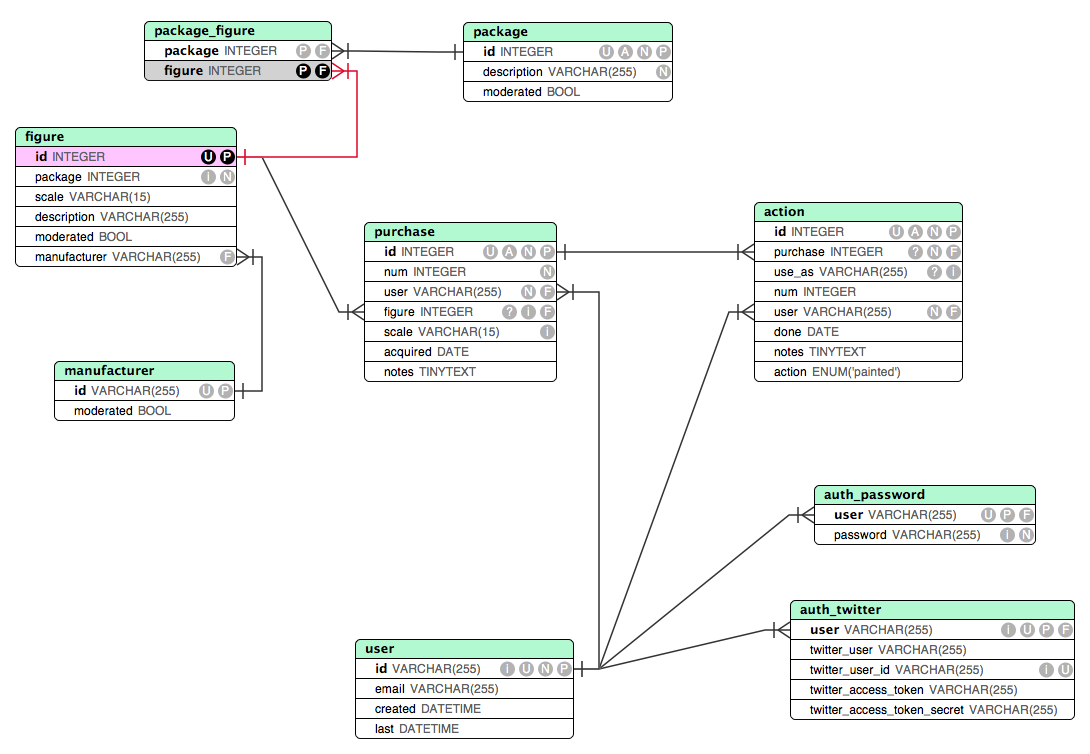 package_figure
package INTEGER P F
figure INTEGER P F
package
id INTEGER U A N P
description VARCHAR(255) N
moderated BOOL
figure
id INTEGER U P
package INTEGER i N
scale VARCHAR(15)
description VARCHAR(255)
moderated BOOL
manufacturer VARCHAR(255) F
manufacturer
id VARCHAR(255) U P
moderated BOOL
purchase
id INTEGER U A N P
num INTEGER N
user VARCHAR(255) N F
figure INTEGER ? i F
scale VARCHAR(15) i
acquired DATE
notes TINYTEXT
action
id INTEGER U A N P
purchase INTEGER ? N F
use_as VARCHAR(255) ? i
num INTEGER
user VARCHAR(255) N F
done DATE
notes TINYTEXT
action ENUM('painted')
auth_password
user VARCHAR(255) U P F
password VARCHAR(255) i N
user
id VARCHAR(255) i U N P
email VARCHAR(255)
created DATETIME
last DATETIME
auth_twitter
user VARCHAR(255) i U P F
twitter_user VARCHAR(255)
twitter_user_id VARCHAR(255) i U
twitter_access_token VARCHAR(255)
twitter_access_token_secret VARCHAR(255)